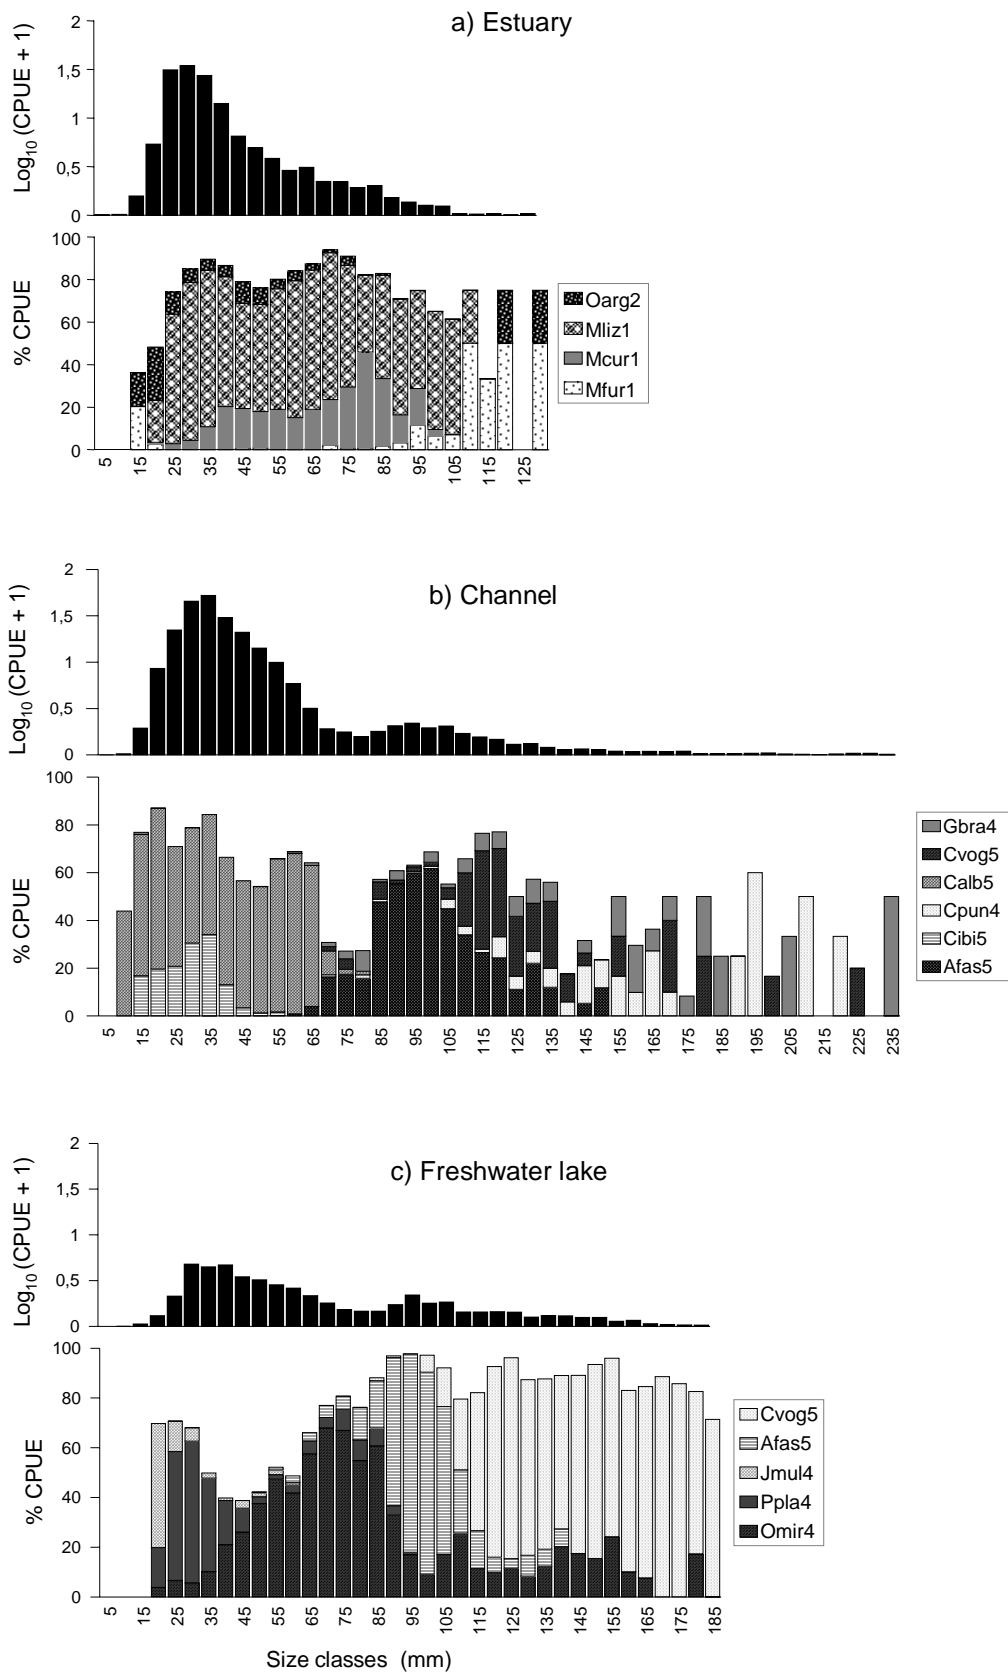 a) Estuary
Log10 (CPUE + 1)
2
1,5
1
0,5
0
% CPUE
100
80
60
40
20
0
5 15 25 35 45 55 65 75 85 95 105 115 125
Oarg2
Mliz1
Mcur1
Mfur1
b) Channel
Log10 (CPUE + 1)
2
1,5
1
0,5
0
% CPUE
100
80
60
40
20
0
5 15 25 35 45 55 65 75 85 95 105 115 125 135 145 155 165 175 185 195 205 215 225 235
Gbra4
Cvog5
Calb5
Cpun4
Cibi5
Afas5
c) Freshwater lake
Log10 (CPUE + 1)
2
1,5
1
0,5
0
% CPUE
100
80
60
40
20
0
5 15 25 35 45 55 65 75 85 95 105 115 125 135 145 155 165 175 185
Cvog5
Afas5
Jmul4
Ppla4
Omir4
Size classes (mm)